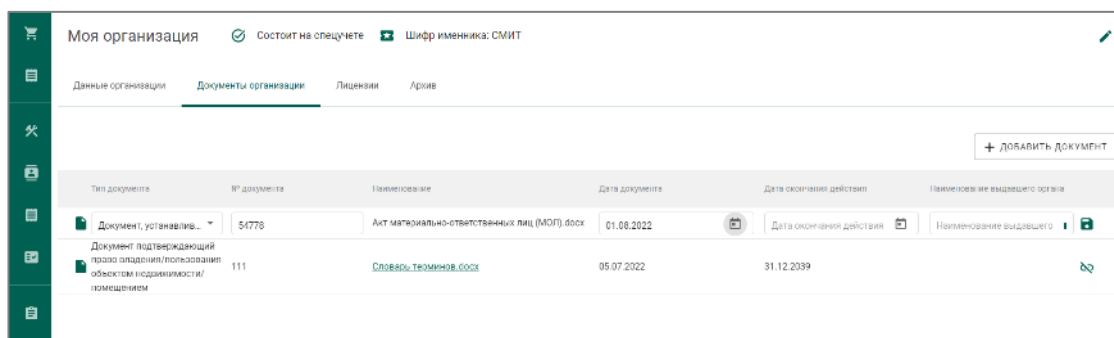 Моя организация Состоит на спецучете Шифр именника: СМИТ
Данные организации Документы организации Лицензии Архив
+ ДОБАВИТЬ ДОКУМЕНТ
Тип документа № документа Наименование Дата документа Дата окончания действия Наименование выдавшего органа
Документ, устанавлив... 54778 Акт материально-ответственных лиц (МОЛ).docx 01.08.2022 Дата окончания действия Наименование выдавшего
Документ подтверждающий
право владения/пользования
объектом недвижимости/
помещением
111 Словарь терминов.docx 05.07.2022 31.12.2039